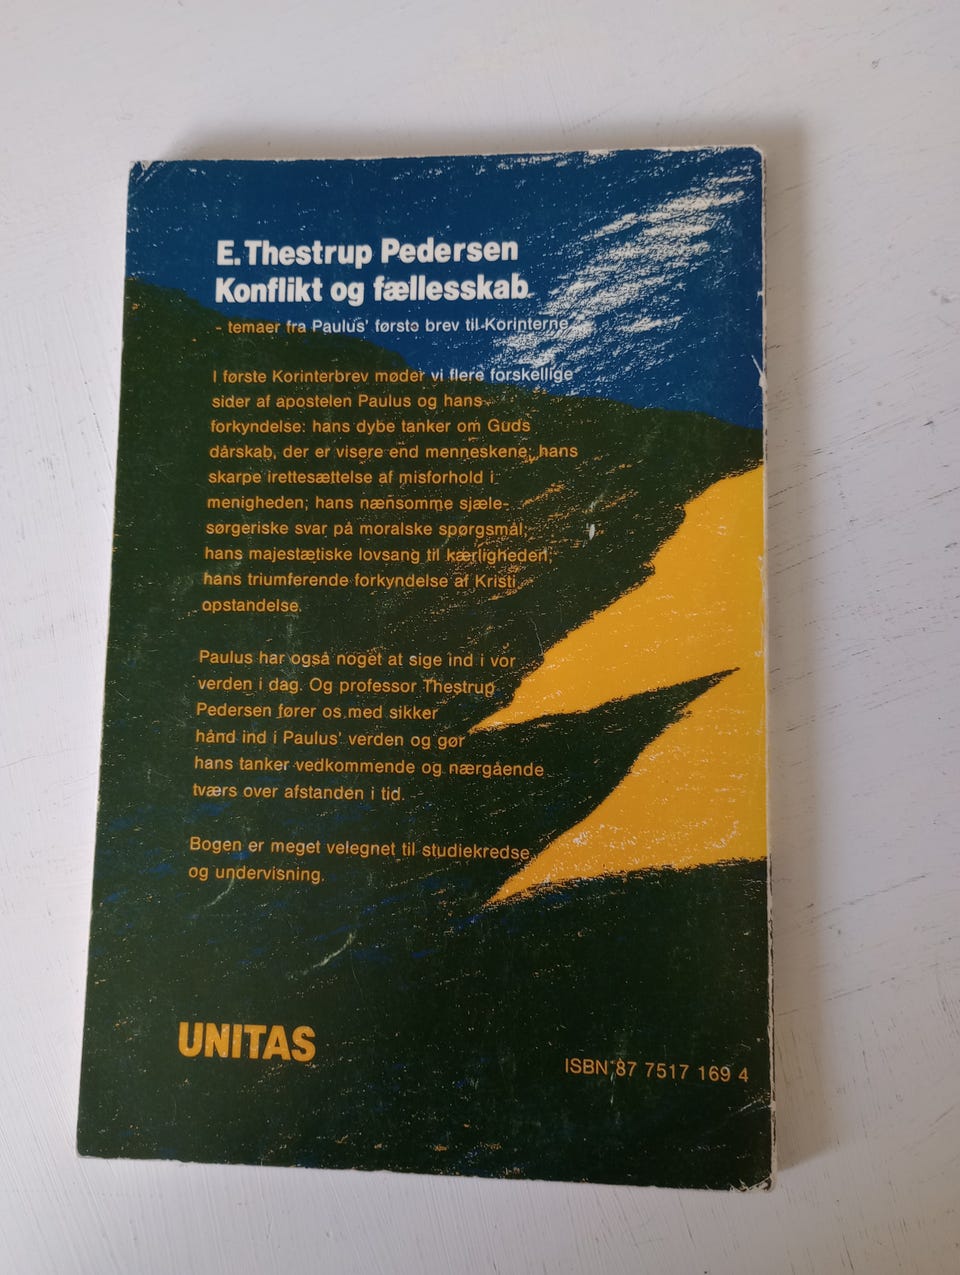 E. Thestrup Pedersen
Konflikt og fællesskab
- temaer fra Paulus' første brev til Korinterne
I første Korinterbrev møder vi flere forskellige
sider af apostelen Paulus og hans
forkyndelse: hans dybe tanker om Guds
dårskab, der er visere end menneskene; hans
skarpe irettesættelse af misforhold i
menigheden; hans nænsomme sjæle-
sørgeriske svar på moralske spørgsmål;
hans majestætiske lovsang til kærligheden;
hans triumferende forkyndelse af Kristi
opstandelse.
Paulus har også noget at sige ind i vor
verden i dag. Og professor Thestrup
Pedersen fører os med sikker
hånd ind i Paulus' verden og gør
hans tanker vedkommende og nærgående
tværs over afstanden i tid.
Bogen er meget velegnet til studiekredse
og undervisning.
UNITAS
ISBN 87 7517 169 4